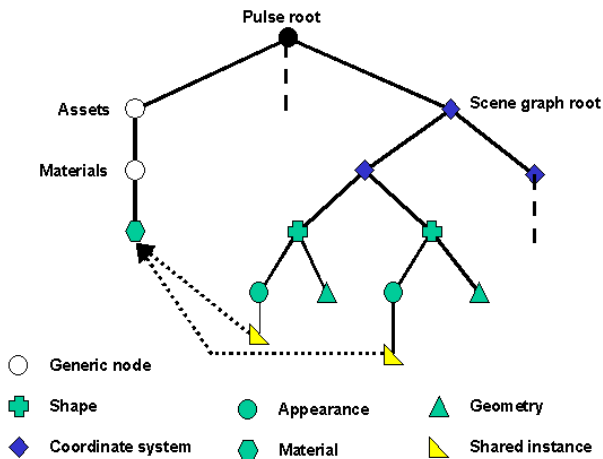 Pulse root
Assets
Scene graph root
Materials
Generic node
Shape
Appearance
Geometry
Coordinate system
Material
Shared instance